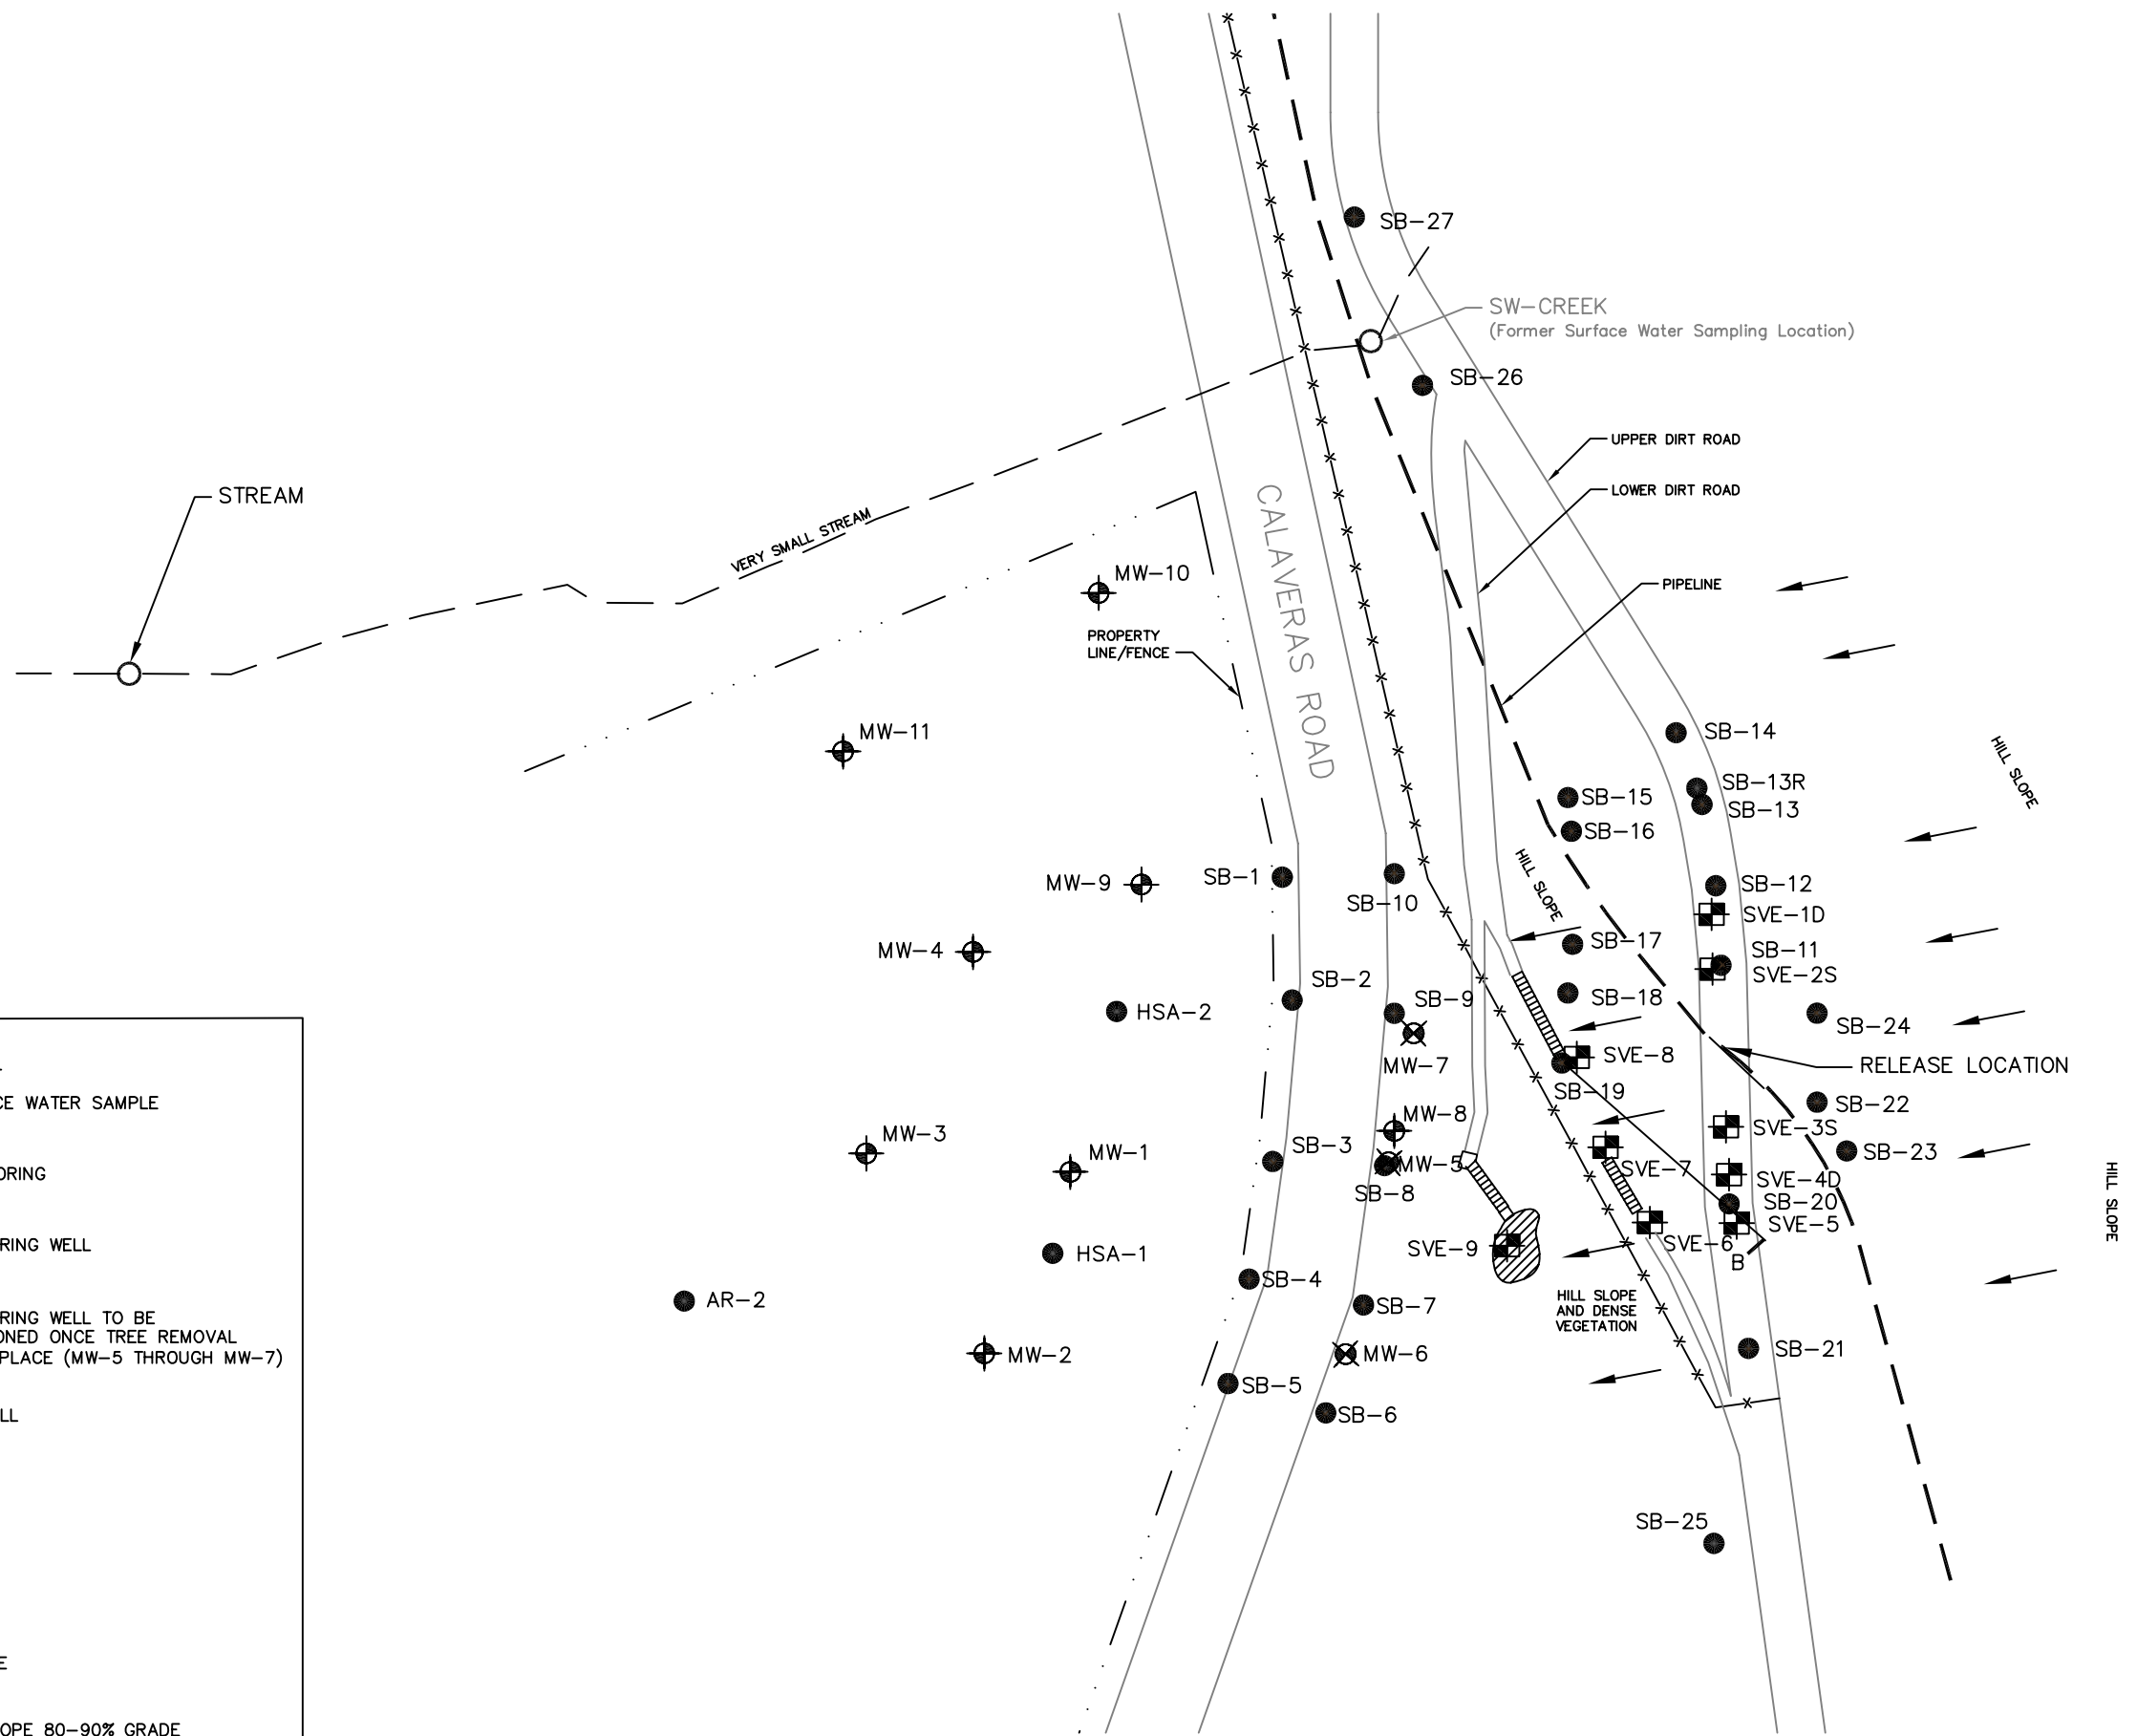 SB-27
SW-CREEK
(Former Surface Water Sampling Location)
SB-26
UPPER DIRT ROAD
LOWER DIRT ROAD
STREAM
VERY SMALL STREAM
CALAVERAS ROAD
MW-10
PIPELINE
PROPERTY
LINE/FENCE
MW-11
SB-14
HILL SLOPE
SB-13R
SB-13
SB-15
SB-16
HILL SLOPE
MW-9
SB-1
SB-10
SB-12
SVE-1D
MW-4
SB-17
SB-11
SVE-2S
SB-2
SB-9
SB-18
HSA-2
SB-24
MW-7
SVE-8
RELEASE LOCATION
SB-19
WATER SAMPLE
SB-22
MW-8
SVE-3S
MW-3
SB-3
MW-1
SB-23
MW-5
SVE-7
SVE-4D
SB-8
SB-20
SVE-5
HILL SLOPE
RING WELL
HSA-1
SVE-9
SVE-6
B
SB-4
AR-2
SB-7
HILL SLOPE
AND DENSE
VEGETATION
RING WELL TO BE
ONED ONCE TREE REMOVAL
PLACE (MW-5 THROUGH MW-7)
MW-2
MW-6
SB-21
SB-5
SB-6
LL
SB-25
OPE 80-90% GRADE